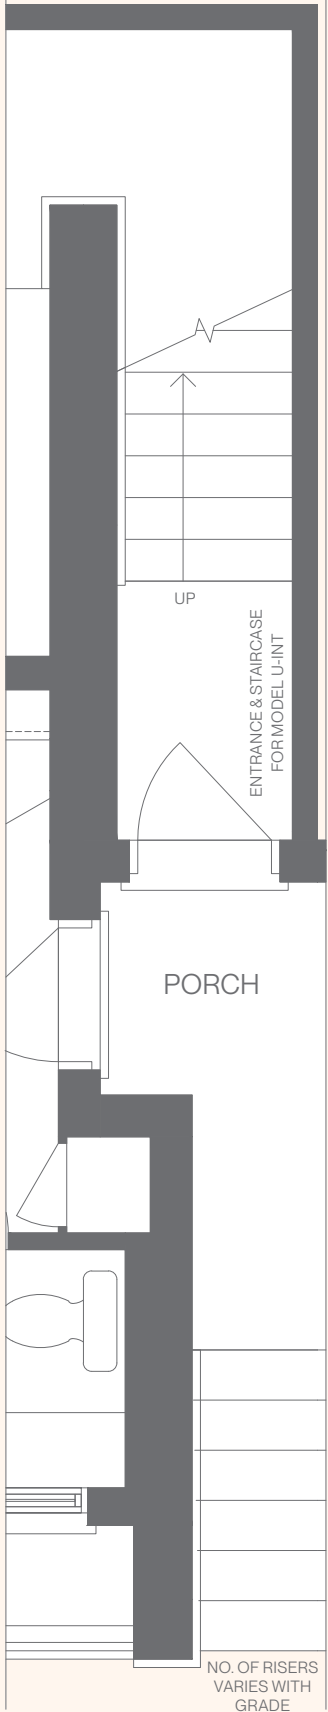 UP
ENTRANCE & STAIRCASE
FOR MODEL U-INT
PORCH
NO. OF RISERS
VARIES WITH
GRADE